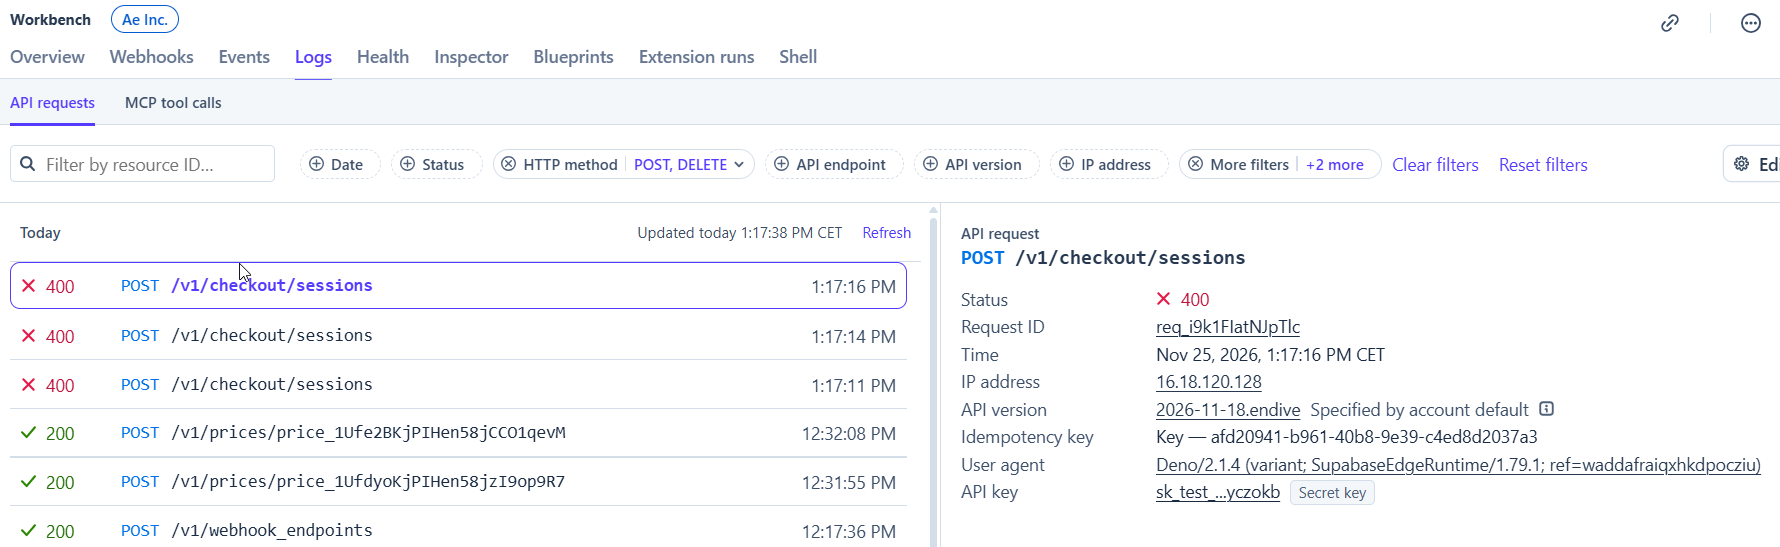 Workbench Ae Inc.
Overview Webhooks Events Logs Health Inspector Blueprints Extension runs Shell
API requests MCP tool calls
Filter by resource ID... Date Status HTTP method POST, DELETE API endpoint API version IP address More filters +2 more Clear filters Reset filters Edi
Today Updated today 1:17:38 PM CET Refresh
400 POST /v1/checkout/sessions 1:17:16 PM
400 POST /v1/checkout/sessions 1:17:14 PM
400 POST /v1/checkout/sessions 1:17:11 PM
200 POST /v1/prices/price_1Ufe2BKjPIHen58jCCO1qevM 12:32:08 PM
200 POST /v1/prices/price_1UfdyoKjPIHen58jzI9op9R7 12:31:55 PM
200 POST /v1/webhook_endpoints 12:17:36 PM
API request
POST /v1/checkout/sessions
Status 400
Request ID req_i9k1FIatNJpTlc
Time Nov 25, 2026, 1:17:16 PM CET
IP address 16.18.120.128
API version 2026-11-18.endive Specified by account default
Idempotency key Key — afd20941-b961-40b8-9e39-c4ed8d2037a3
User agent Deno/2.1.4 (variant; SupabaseEdgeRuntime/1.79.1; ref=waddafraiqxhkdpocziu)
API key sk_test_...yczokb Secret key